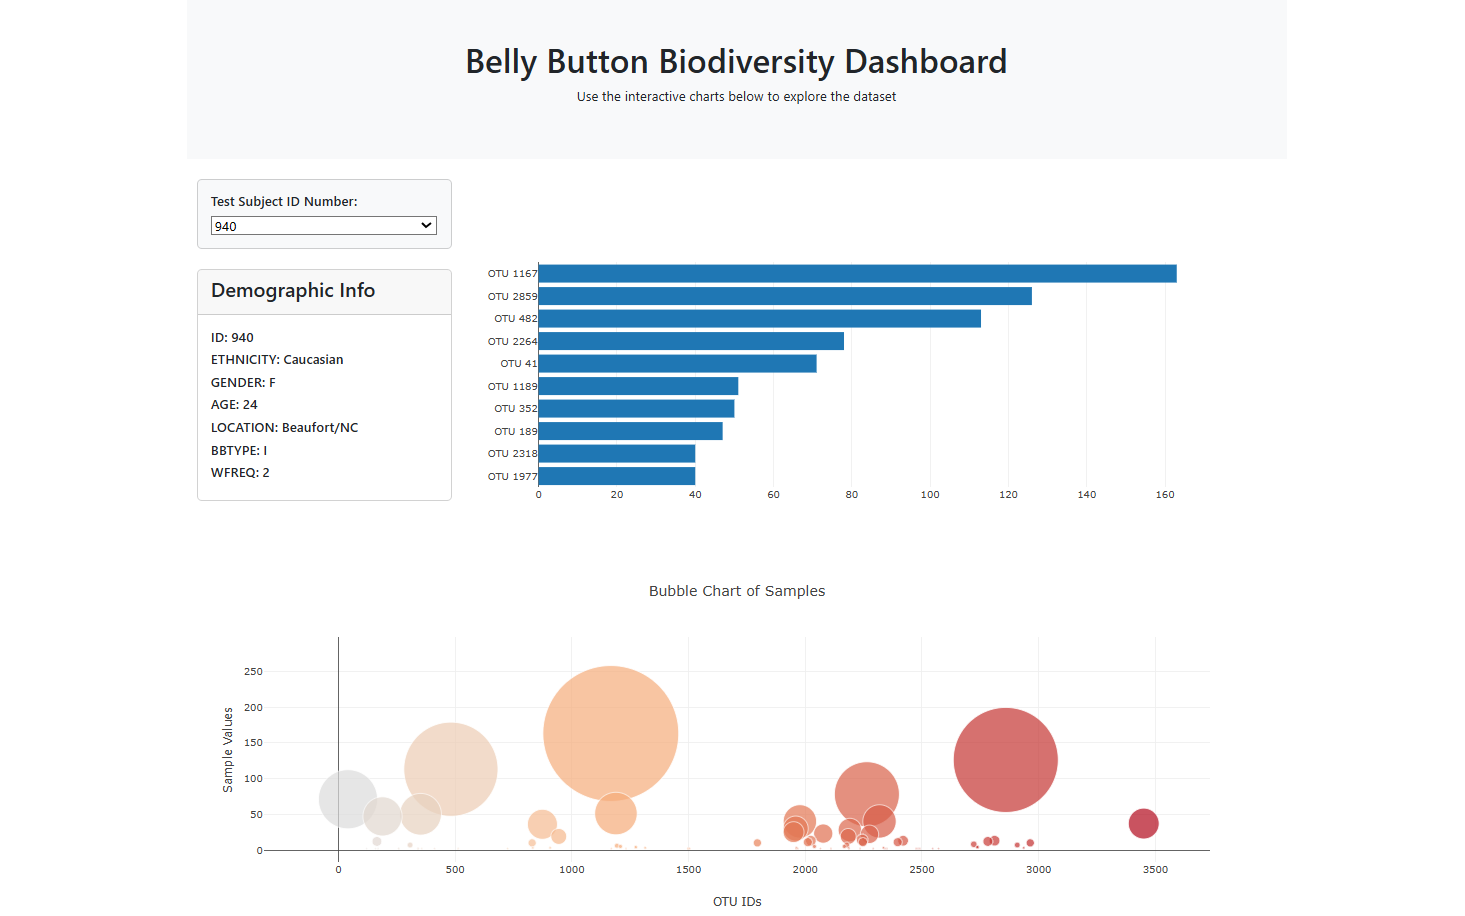 Belly Button Biodiversity Dashboard
Use the interactive charts below to explore the dataset
Test Subject ID Number:
940
Demographic Info
ID: 940
ETHNICITY: Caucasian
GENDER: F
AGE: 24
LOCATION: Beaufort/NC
BBTYPE: I
WFREQ: 2
OTU 1167
OTU 2859
OTU 482
OTU 2264
OTU 41
OTU 1189
OTU 352
OTU 189
OTU 2318
OTU 1977
0 20 40 60 80 100 120 140 160
Bubble Chart of Samples
Sample Values
250
200
150
100
50
0
0 500 1000 1500 2000 2500 3000 3500
OTU IDs